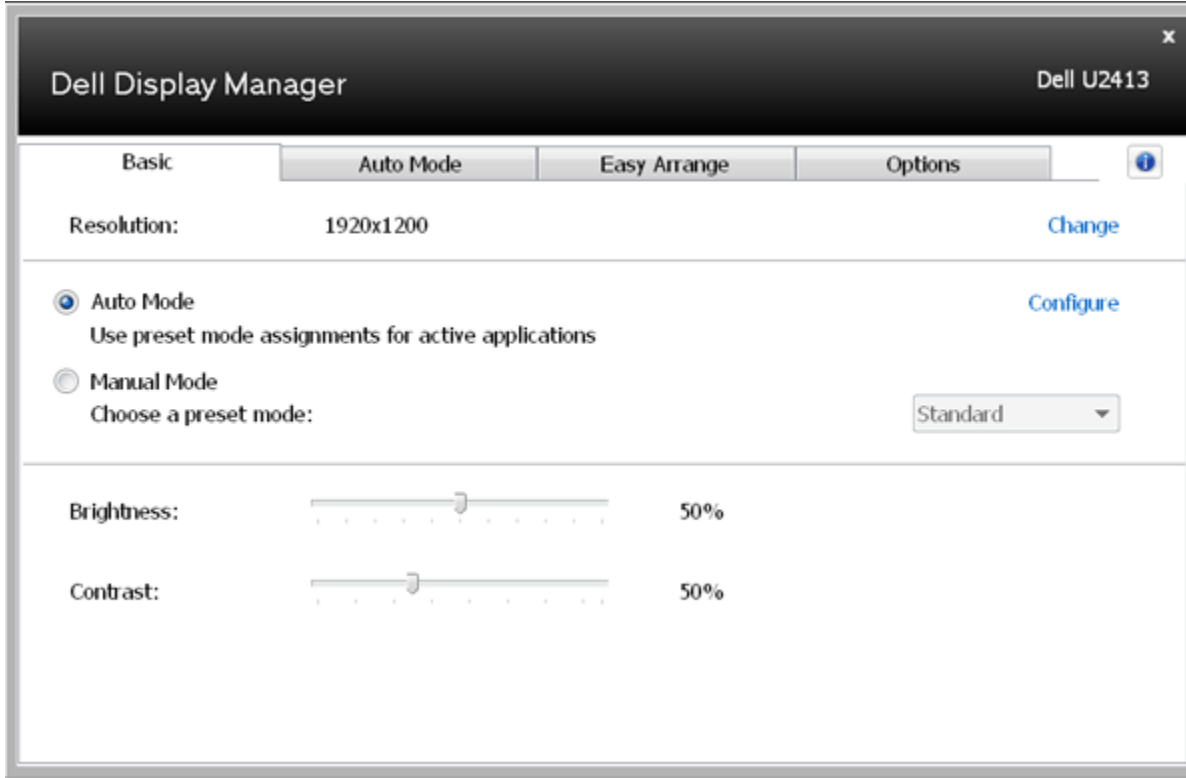 x
Dell Display Manager
Dell U2413
Basic
Auto Mode
Easy Arrange
Options
i
Resolution:
1920x1200
Change
Auto Mode
Configure
Use preset mode assignments for active applications
Manual Mode
Choose a preset mode:
Standard
Brightness:
50%
Contrast:
50%